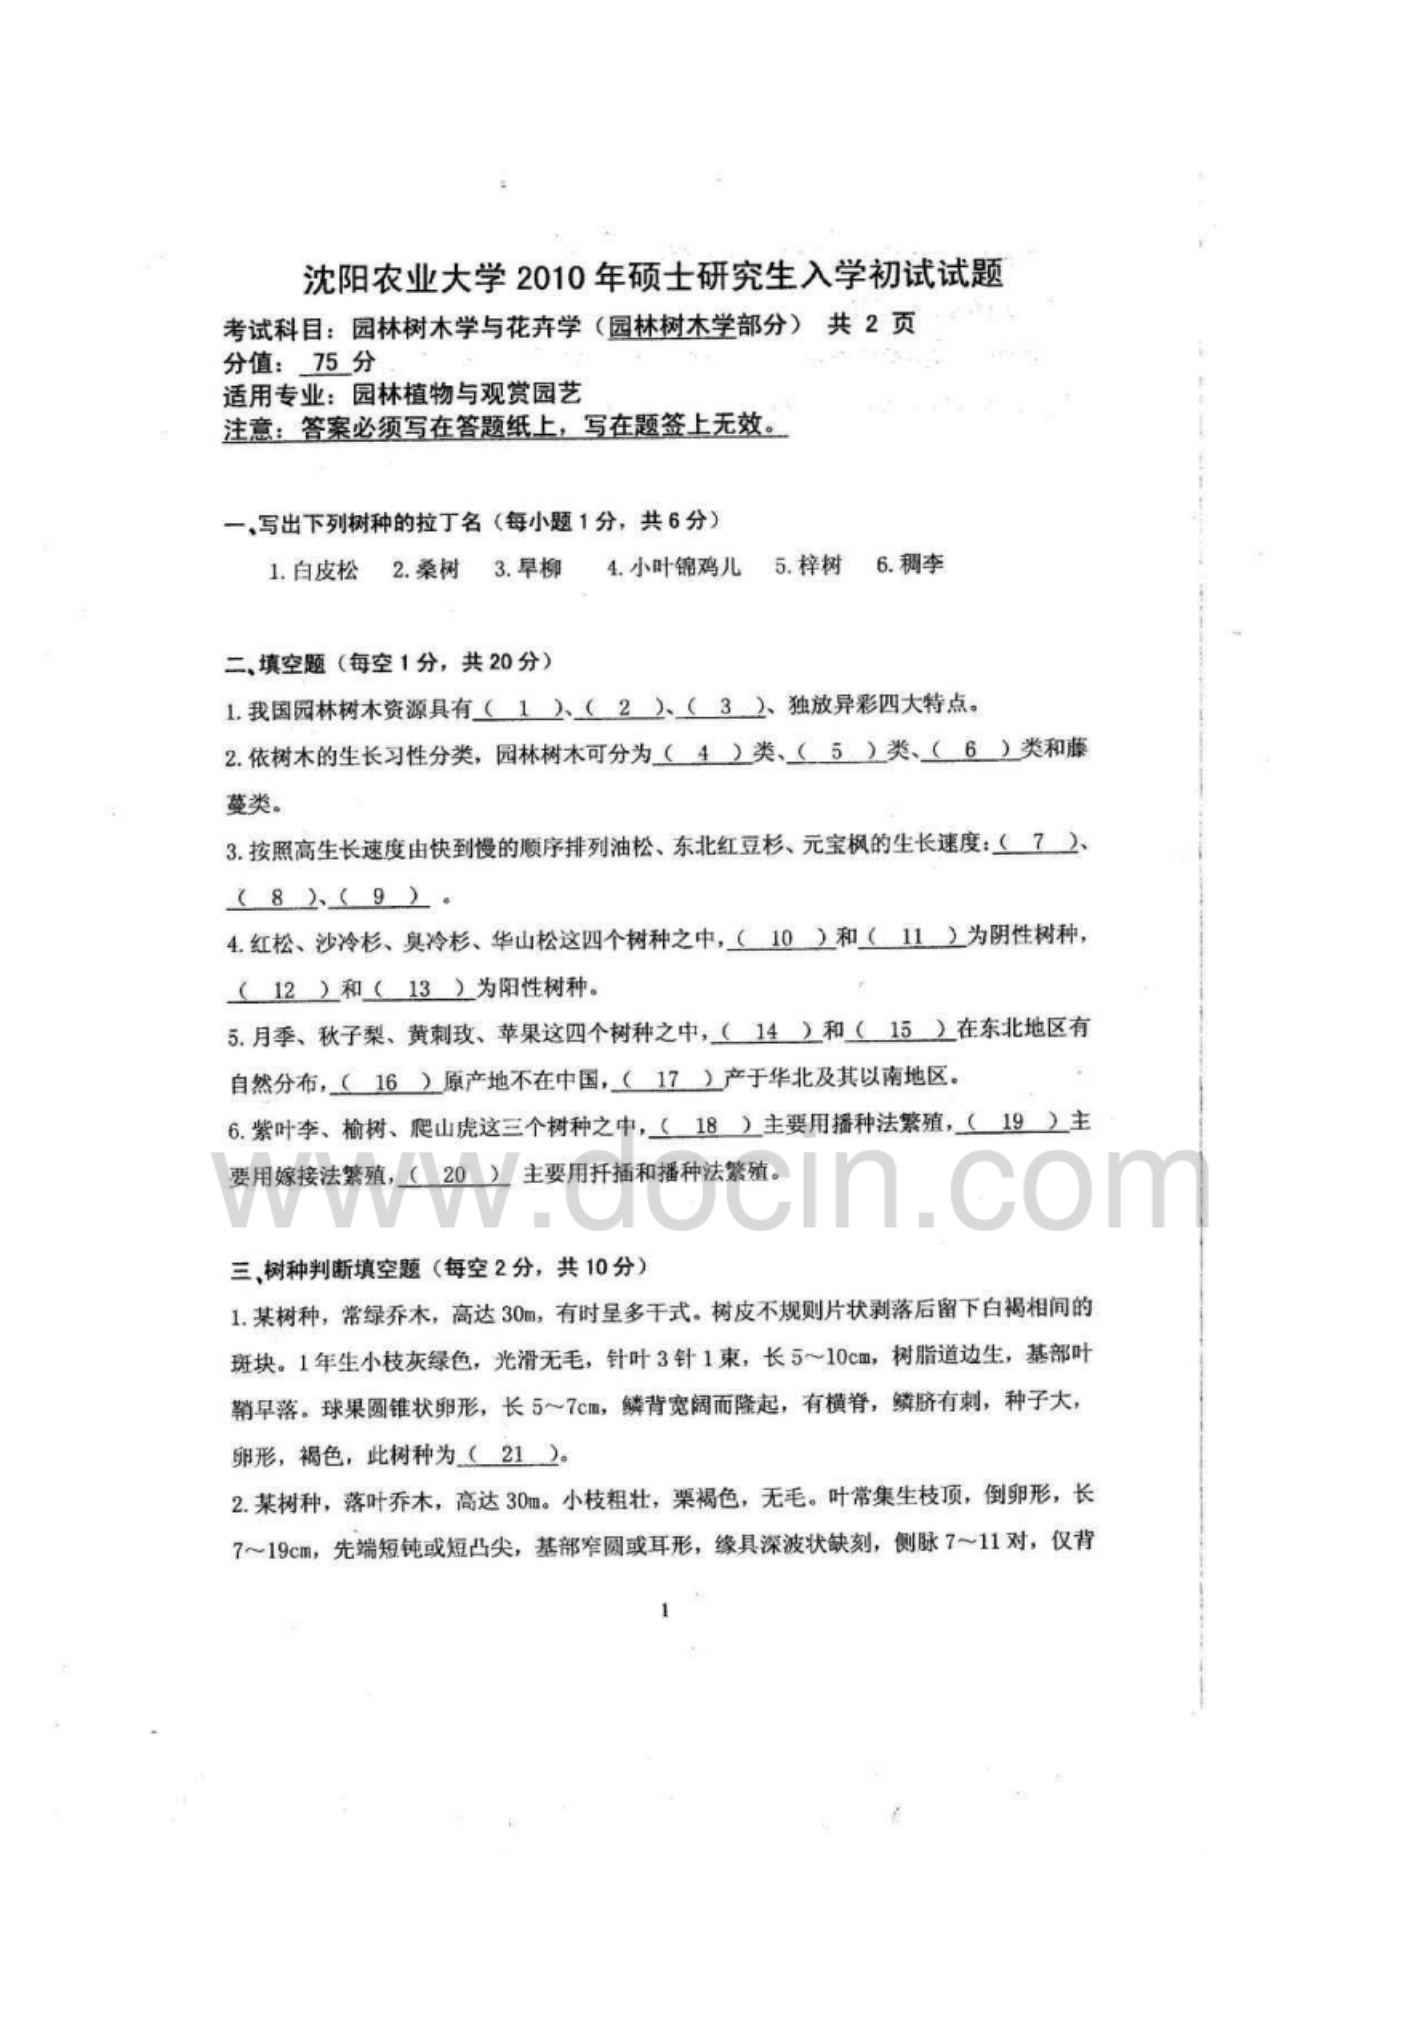 沈阳农业大学 2010 年硕士研究生入学初试试题
考试科目：园林树木学与花卉学（园林树木学部分） 共 2 页
分值： 75 分
适用专业：园林植物与观赏园艺
注意：答案必须写在答题纸上，写在题签上无效。
一、写出下列树种的拉丁名（每小题 1 分，共 6 分）
1. 白皮松 2. 桑树 3. 旱柳 4. 小叶锦鸡儿 5. 梓树 6. 稠李
二、填空题（每空 1 分，共 20 分）
1. 我国园林树木资源具有（ 1 ）、（ 2 ）、（ 3 ）、独放异彩四大特点。
2. 依树木的生长习性分类，园林树木可分为（ 4 ）类、（ 5 ）类、（ 6 ）类和藤
蔓类。
3. 按照高生长速度由快到慢的顺序排列油松、东北红豆杉、元宝枫的生长速度：（ 7 ）、
（ 8 ）、（ 9 ） 。
4. 红松、沙冷杉、臭冷杉、华山松这四个树种之中，（ 10 ）和（ 11 ）为阴性树种，
（ 12 ）和（ 13 ）为阳性树种。
5. 月季、秋子梨、黄刺玫、苹果这四个树种之中，（ 14 ）和（ 15 ）在东北地区有
自然分布，（ 16 ）原产地不在中国，（ 17 ）产于华北及其以南地区。
6. 紫叶李、榆树、爬山虎这三个树种之中，（ 18 ）主要用播种法繁殖，（ 19 ）主
要用嫁接法繁殖，（ 20 ） 主要用扦插和播种法繁殖。
www.docin.com
三、树种判断填空题（每空 2 分，共 10 分）
1. 某树种，常绿乔木，高达 30m，有时呈多干式。树皮不规则片状剥落后留下白褐相间的
斑块。1 年生小枝灰绿色，光滑无毛，针叶 3 针 1 束，长 5～10cm，树脂道边生，基部叶
鞘早落。球果圆锥状卵形，长 5～7cm，鳞背宽阔而隆起，有横脊，鳞脐有刺，种子大，
卵形，褐色，此树种为（ 21 ）。
2. 某树种，落叶乔木，高达 30m。小枝粗壮，栗褐色，无毛。叶常集生枝顶，倒卵形，长
7～19cm，先端短钝或短凸尖，基部窄圆或耳形，缘具深波状缺刻，侧脉 7～11 对，仅背
1